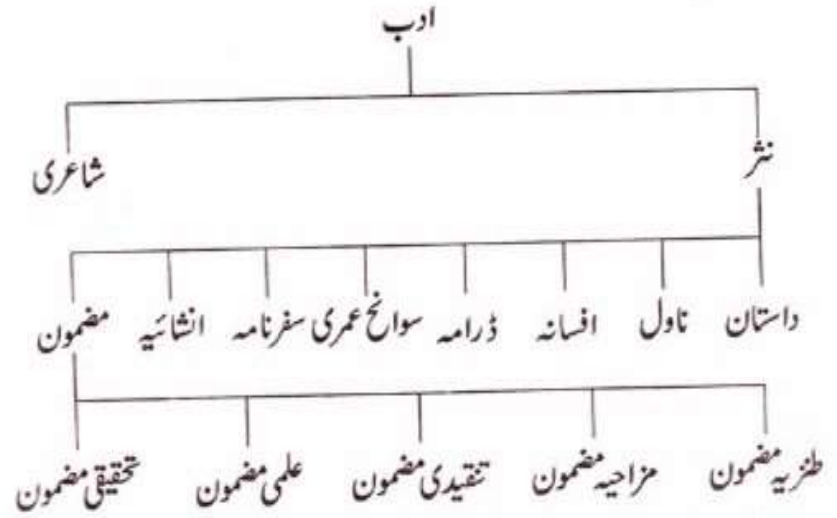 ادب
نثر شاعری
داستان ناول افسانہ ڈرامہ سوانح عمری سفرنامہ انشائیہ مضمون
طنزیہ مضمون مزاحیہ مضمون تنقیدی مضمون علمی مضمون تحقیقی مضمون